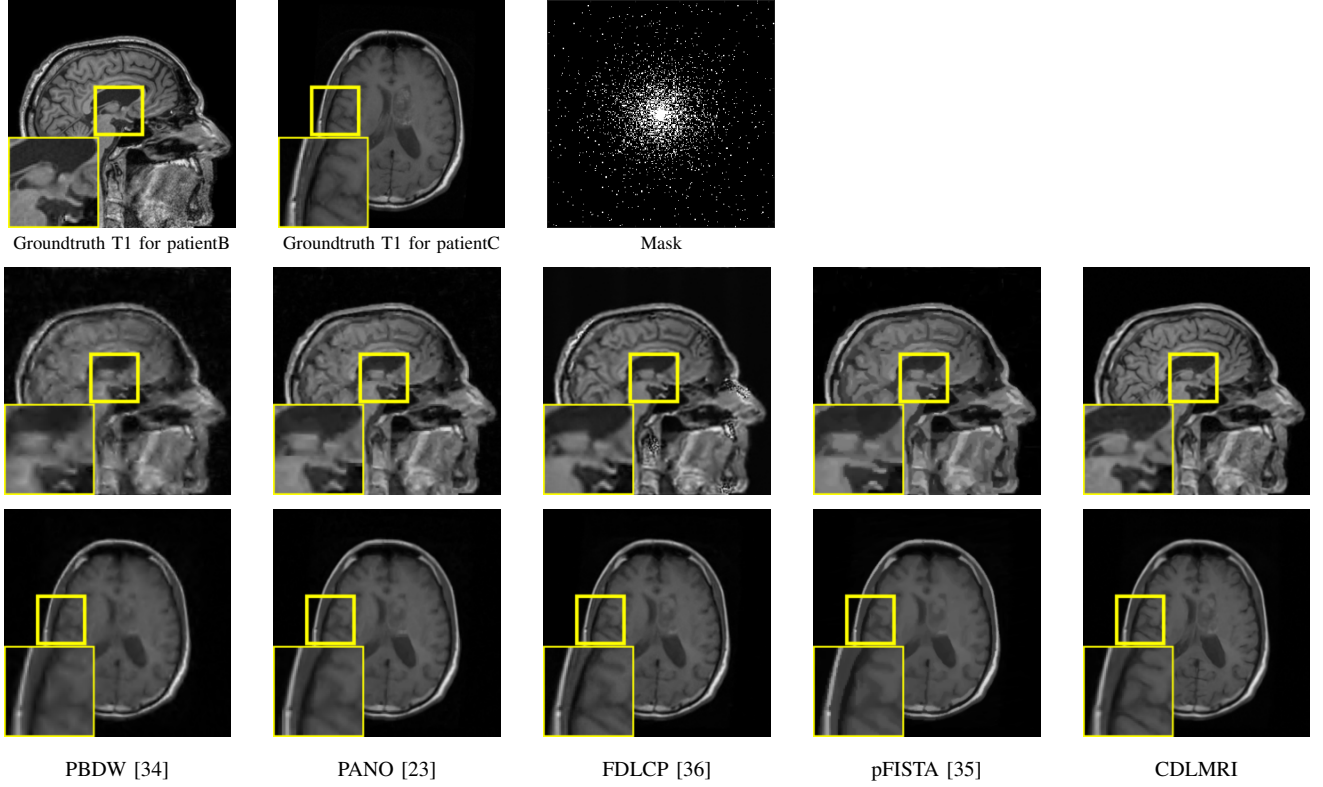 Groundtruth T1 for patientB
Groundtruth T1 for patientC
Mask
PBDW [34]
PANO [23]
FDLCP [36]
pFISTA [35]
CDLMRI